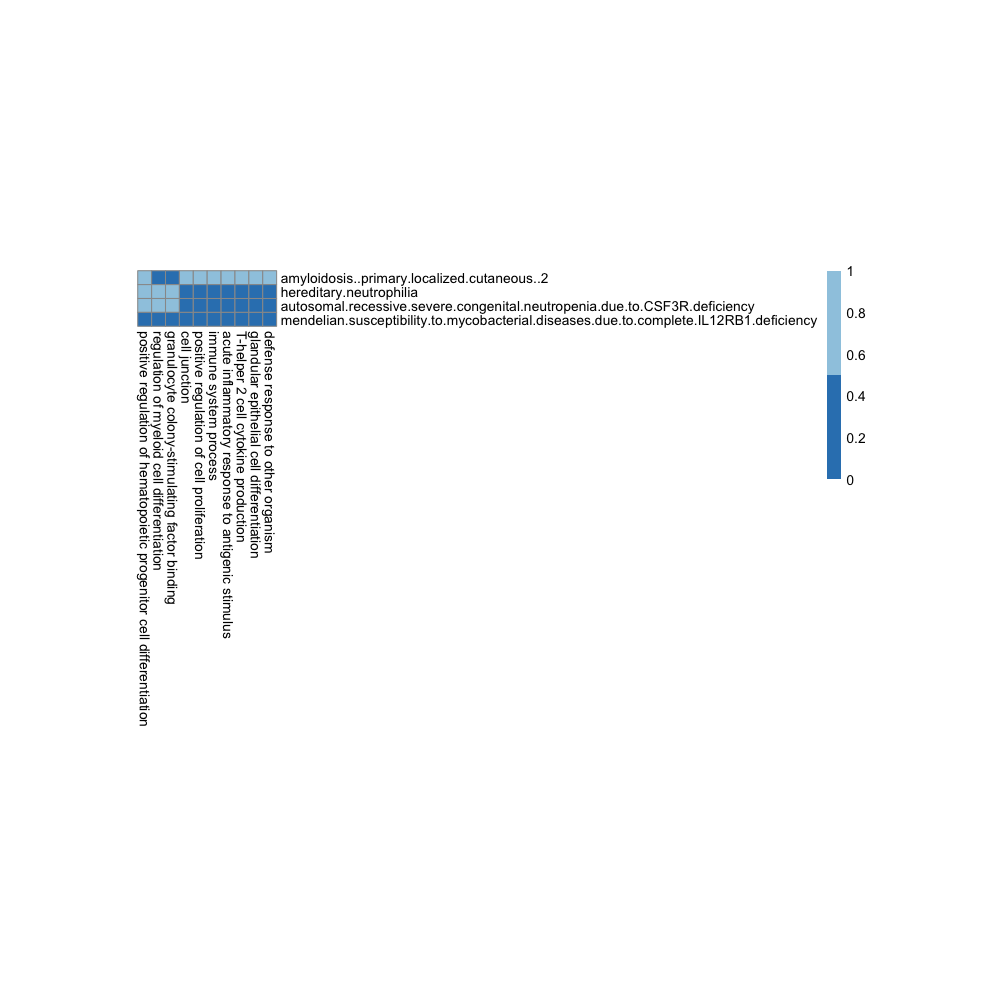 amyloidosis..primary.localized.cutaneous..2
hereditary.neutrophilia
autosomal.recessive.severe.congenital.neutropenia.due.to.CSF3R.deficiency
mendelian.susceptibility.to.mycobacterial.diseases.due.to.complete.IL12RB1.deficiency
positive regulation of hematopoietic progenitor cell differentiation
regulation of myeloid cell differentiation
granulocyte colony-stimulating factor binding
cell junction
positive regulation of cell proliferation
immune system process
acute inflammatory response to antigenic stimulus
T-helper 2 cell cytokine production
glandular epithelial cell differentiation
defense response to other organism
1
0.8
0.6
0.4
0.2
0